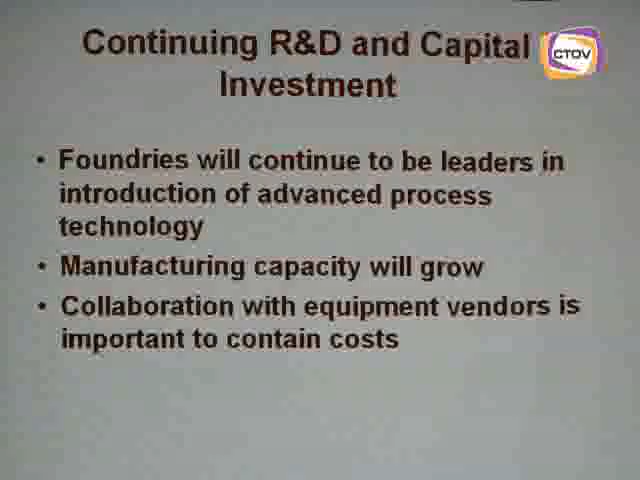 Continuing R&D and Capital
Investment
CTOV
• Foundries will continue to be leaders in
introduction of advanced process
technology
• Manufacturing capacity will grow
• Collaboration with equipment vendors is
important to contain costs